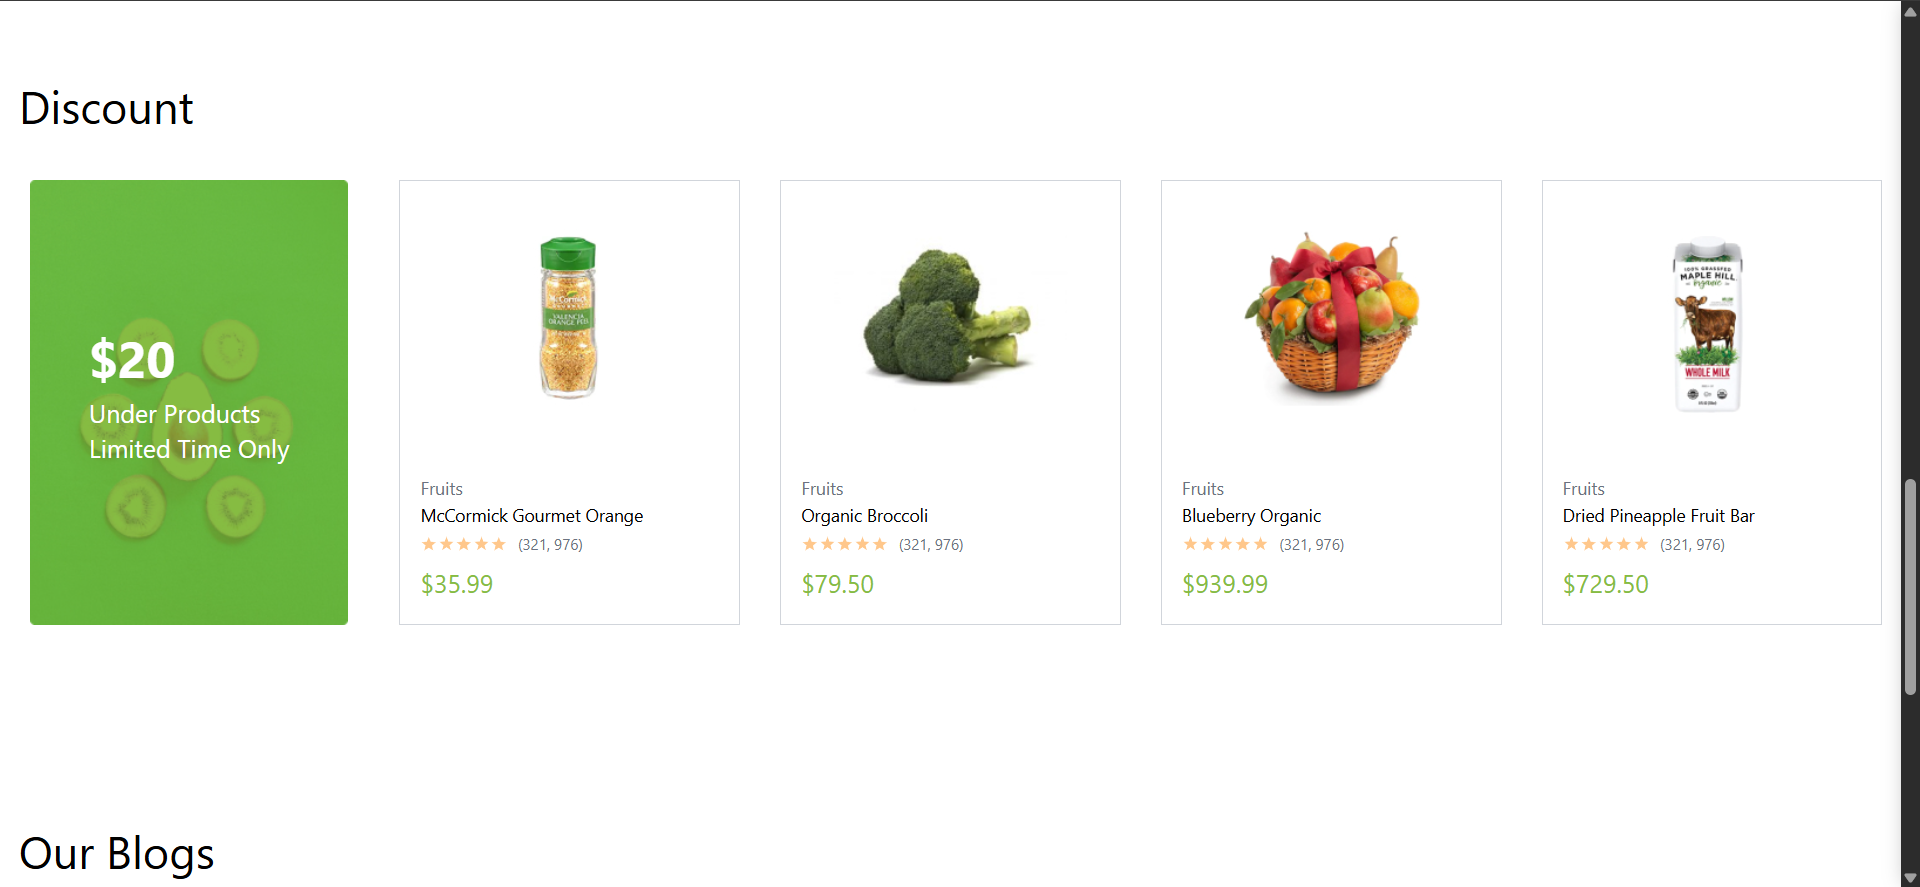 Discount
$20
Under Products
Limited Time Only
McCormick
GOURMET
VALENCIA
ORANGE PEEL
Fruits
McCormick Gourmet Orange
(321, 976)
$35.99
Fruits
Organic Broccoli
(321, 976)
$79.50
Fruits
Blueberry Organic
(321, 976)
$939.99
100% GRASSFED
MAPLE HILL
organic
WHOLE MILK
Fruits
Dried Pineapple Fruit Bar
(321, 976)
$729.50
Our Blogs